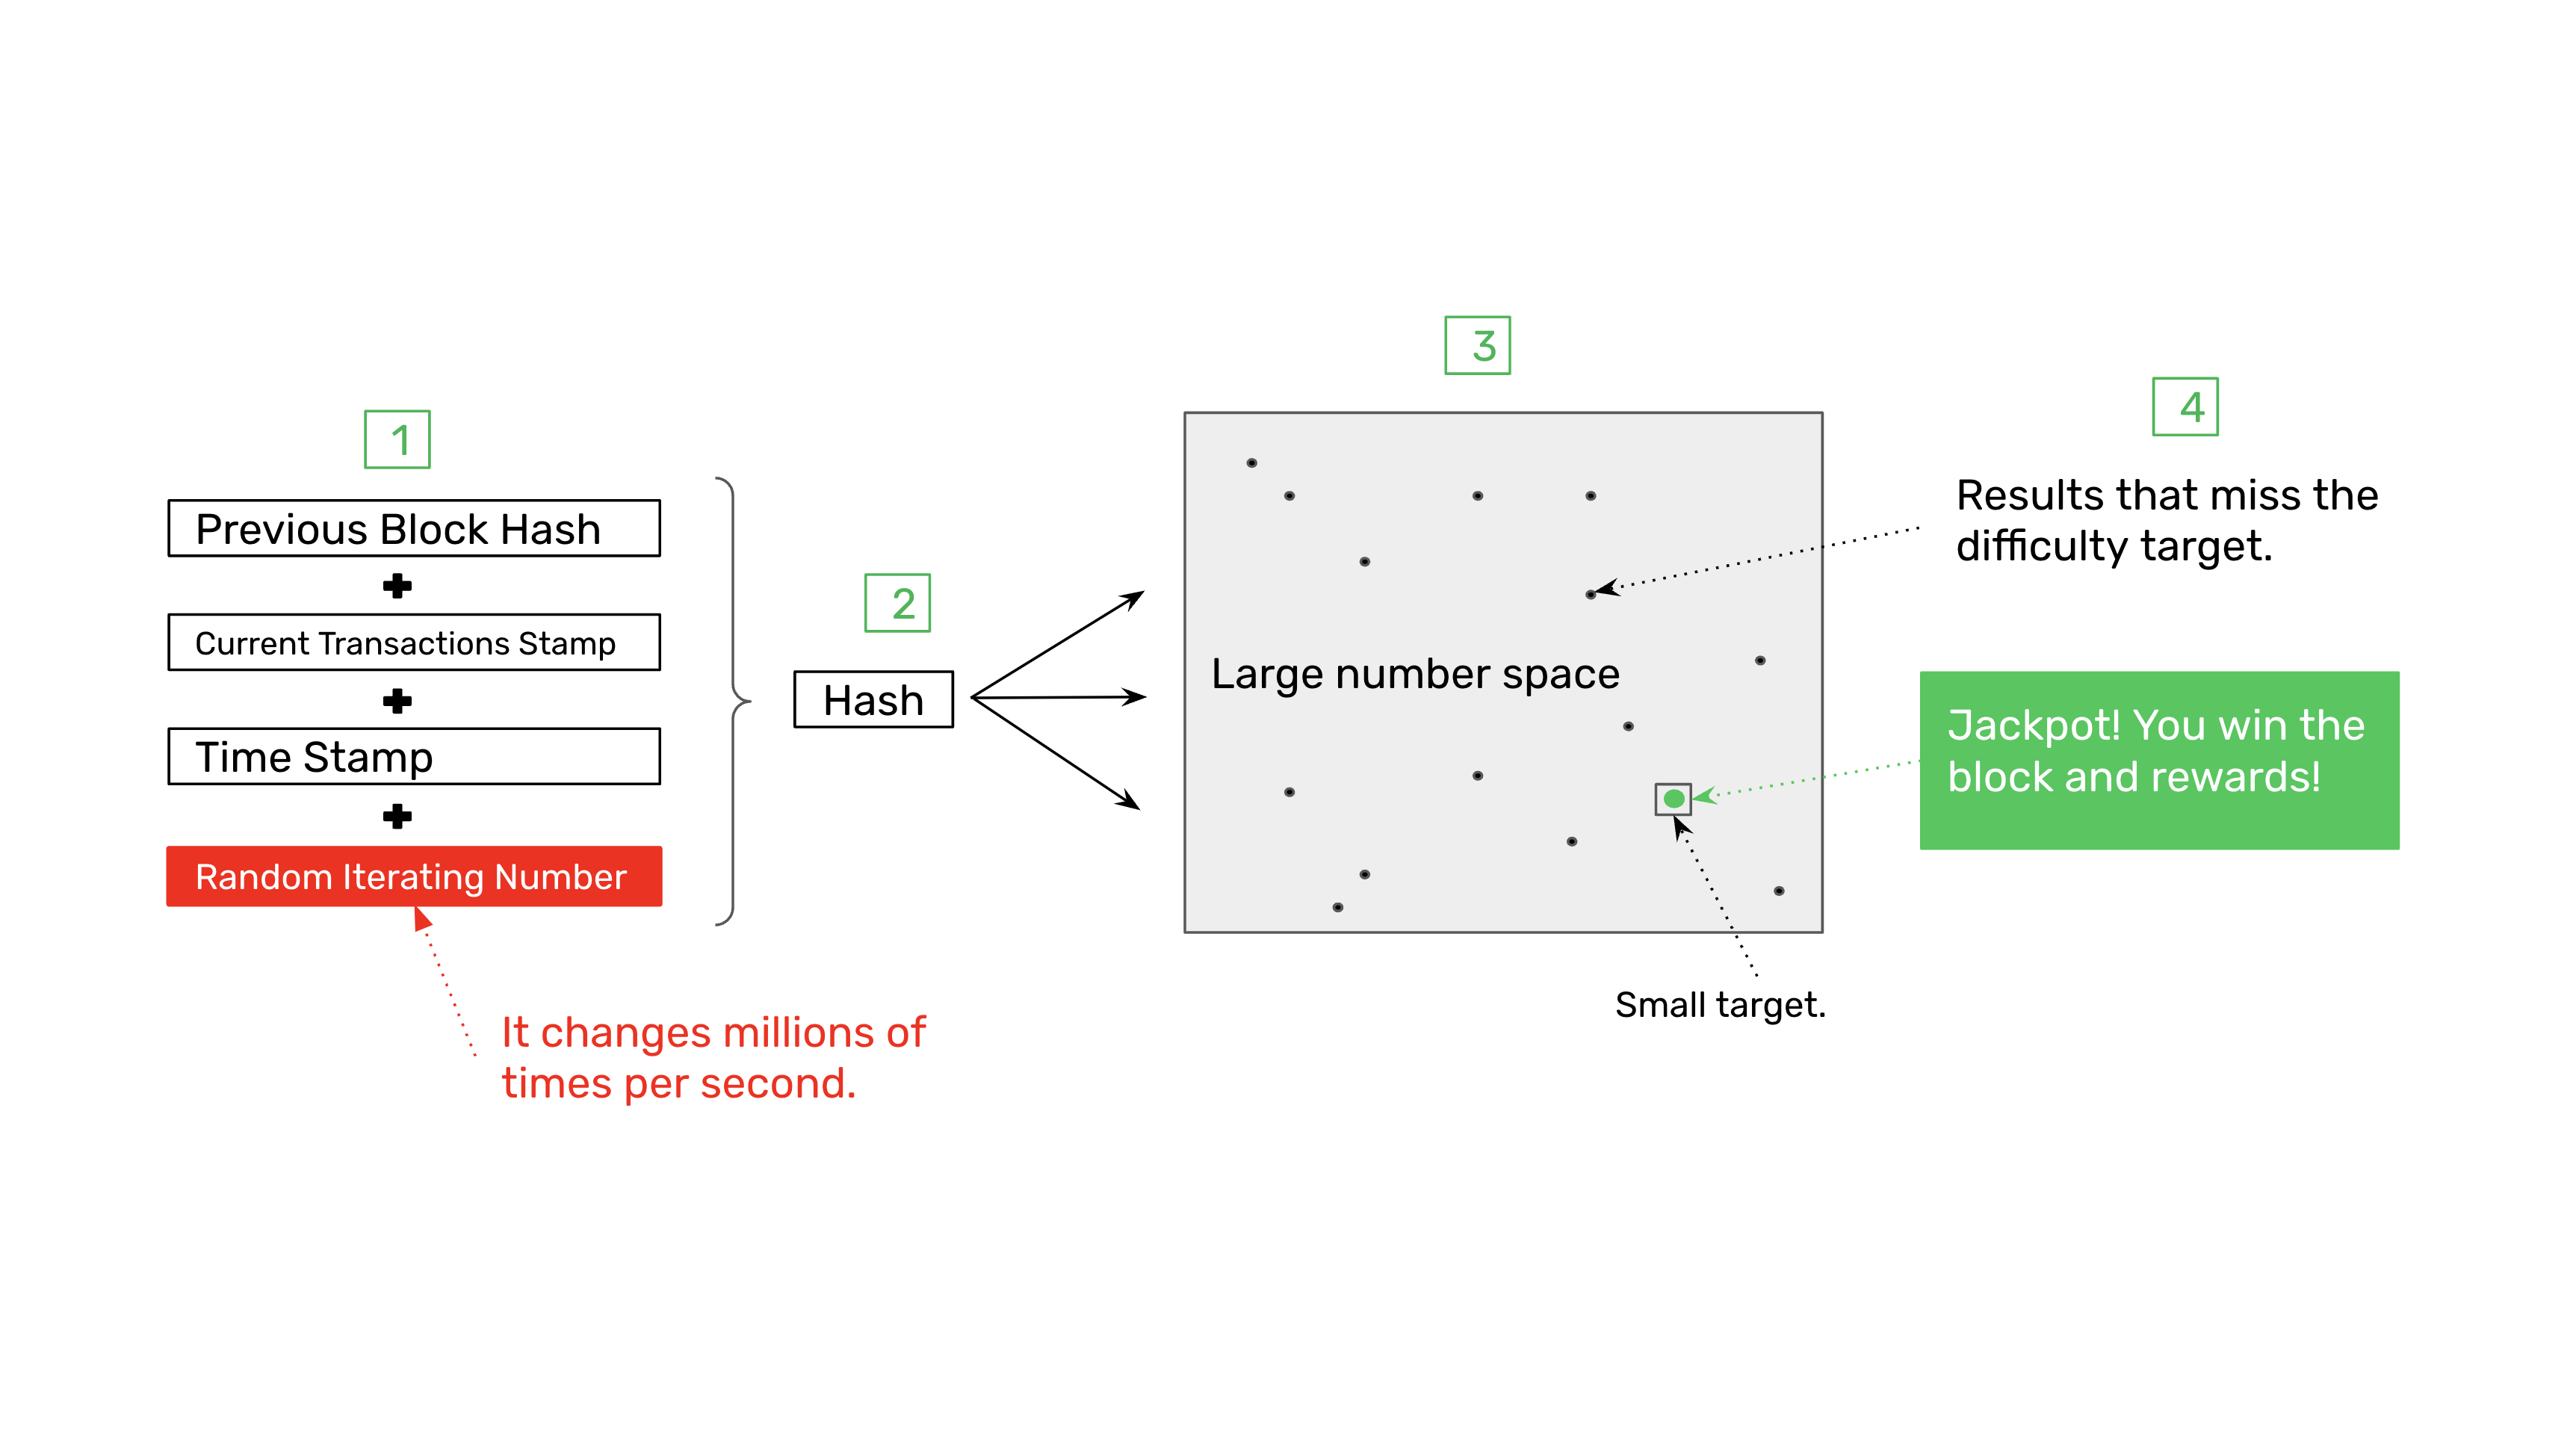 1
Previous Block Hash
Current Transactions Stamp
Time Stamp
Random Iterating Number
It changes millions of
times per second.
2
Hash
3
Large number space
Small target.
4
Results that miss the
difficulty target.
Jackpot! You win the
block and rewards!